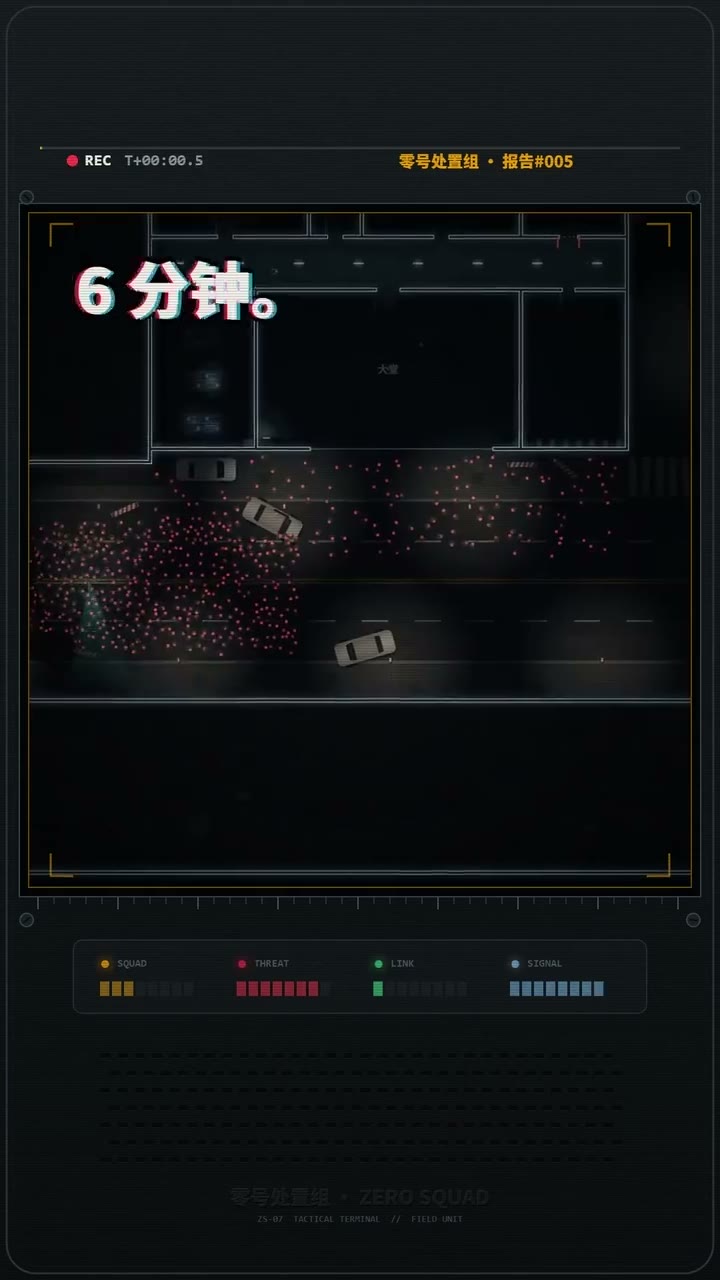 REC T+00:00.5 零号处置组 • 报告#005
6 分钟。
大堂
SQUAD THREAT LINK SIGNAL
零号处置组 • ZERO SQUAD
ZS-07 TACTICAL TERMINAL // FIELD UNIT